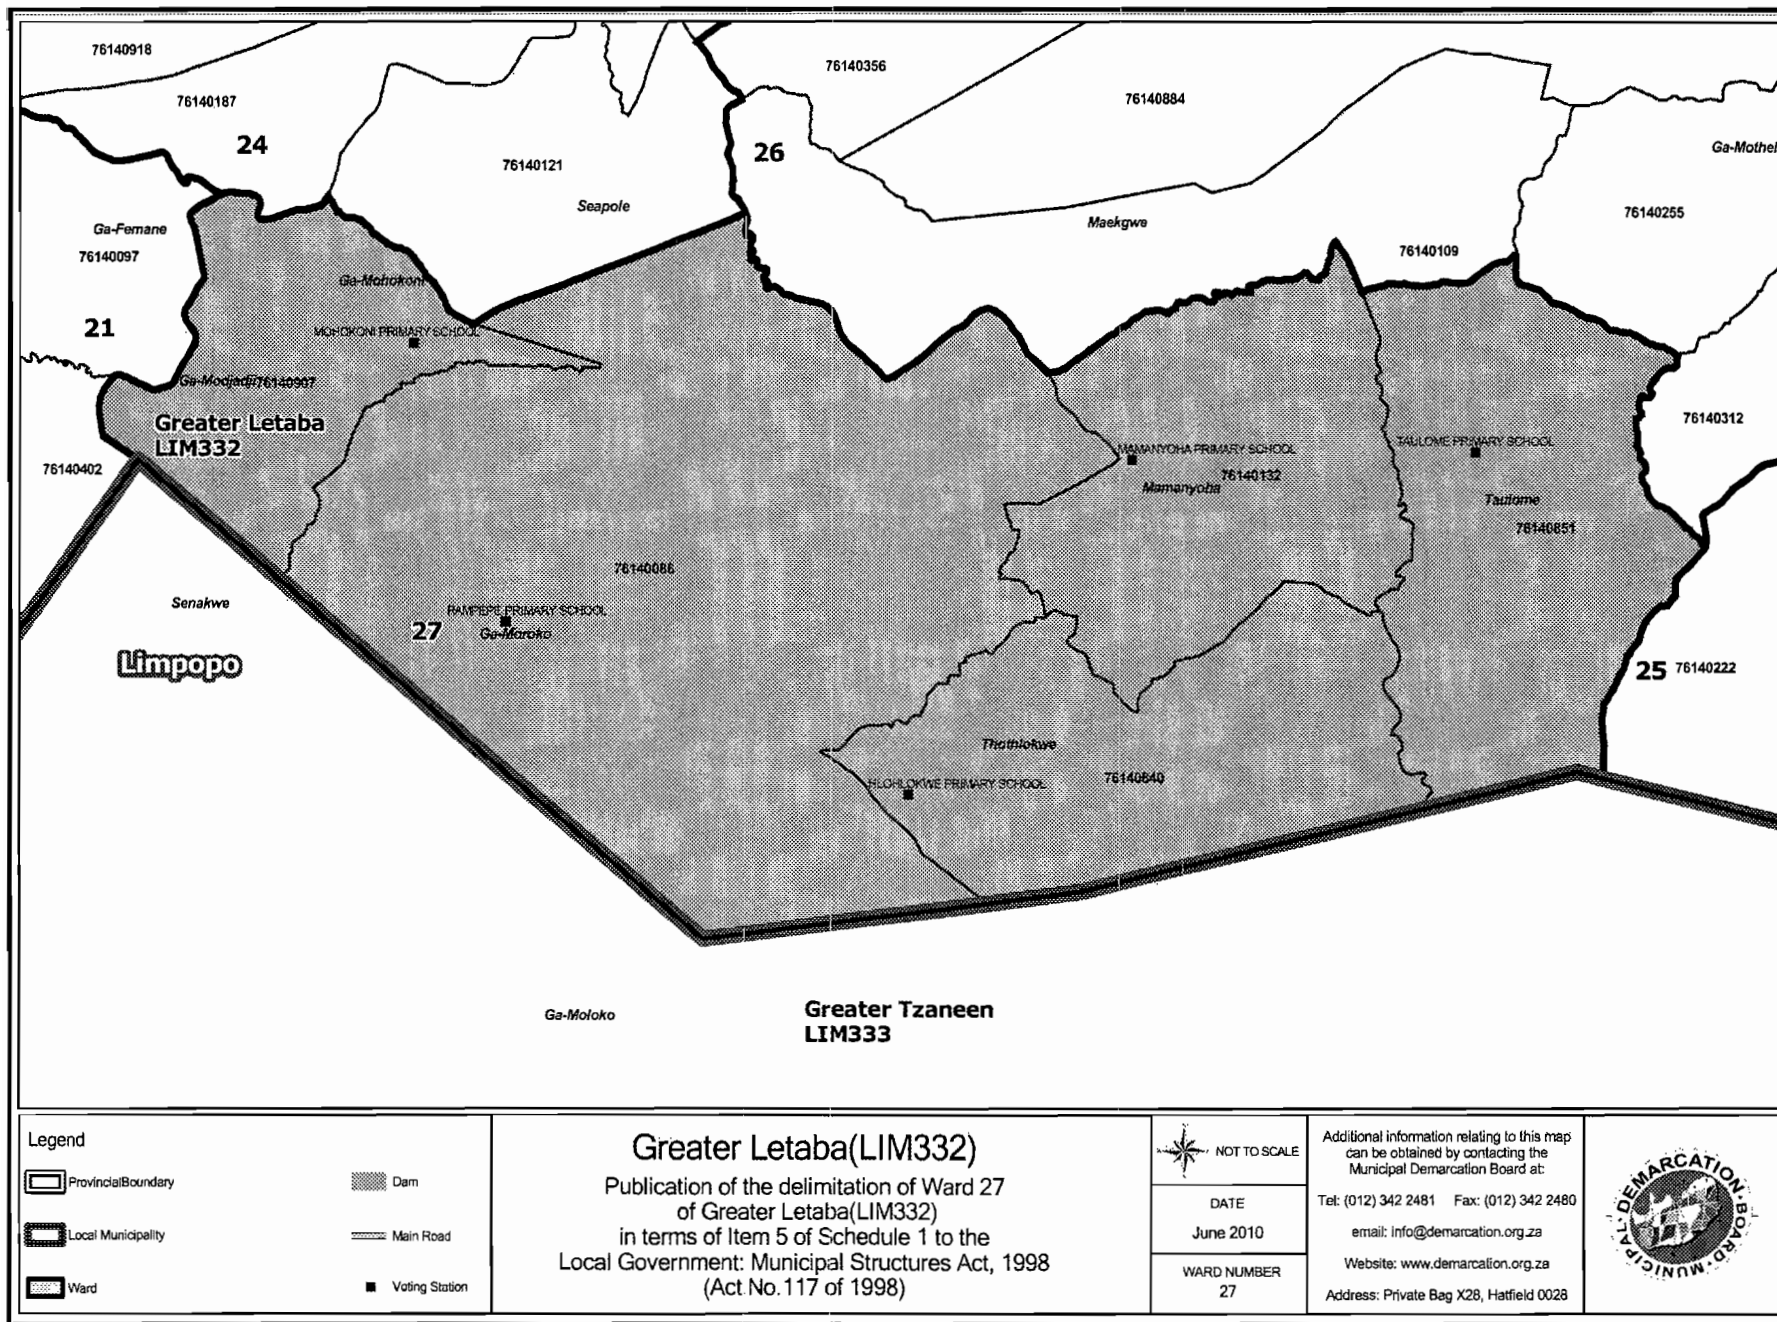 76140918
76140356
76140187
76140884
24
26
Ga-Mothel
76140121
Seapole
76140255
Maekgwe
Ga-Femane
76140097
76140109
Ga-Mohokoni
21
MOHOKONI PRIMARY SCHOOL
Ga-Modjadji 76140907
Greater Letaba
LIM332
76140312
76140402
MAMANYOHA PRIMARY SCHOOL
TAULOME PRIMARY SCHOOL
76140132
Mamanyoha
Taulome
76140851
76140086
Senakwe
RAMPEPE PRIMARY SCHOOL
27
Ga-Moroko
Limpopo
25 76140222
Thothlokwe
76140840
HLOHLOKWE PRIMARY SCHOOL
Ga-Moloko
Greater Tzaneen
LIM333
Legend
ProvincialBoundary
Dam
Local Municipality
Main Road
Ward
Voting Station
Greater Letaba(LIM332)
Publication of the delimitation of Ward 27
of Greater Letaba(LIM332)
in terms of Item 5 of Schedule 1 to the
Local Government: Municipal Structures Act, 1998
(Act No.117 of 1998)
NOT TO SCALE
DATE
June 2010
WARD NUMBER
27
Additional information relating to this map
can be obtained by contacting the
Municipal Demarcation Board at:
Tel: (012) 342 2481 Fax: (012) 342 2480
email: info@demarcation.org.za
Website: www.demarcation.org.za
Address: Private Bag X28, Hatfield 0028
MUNICIPAL DEMARCATION BOARD